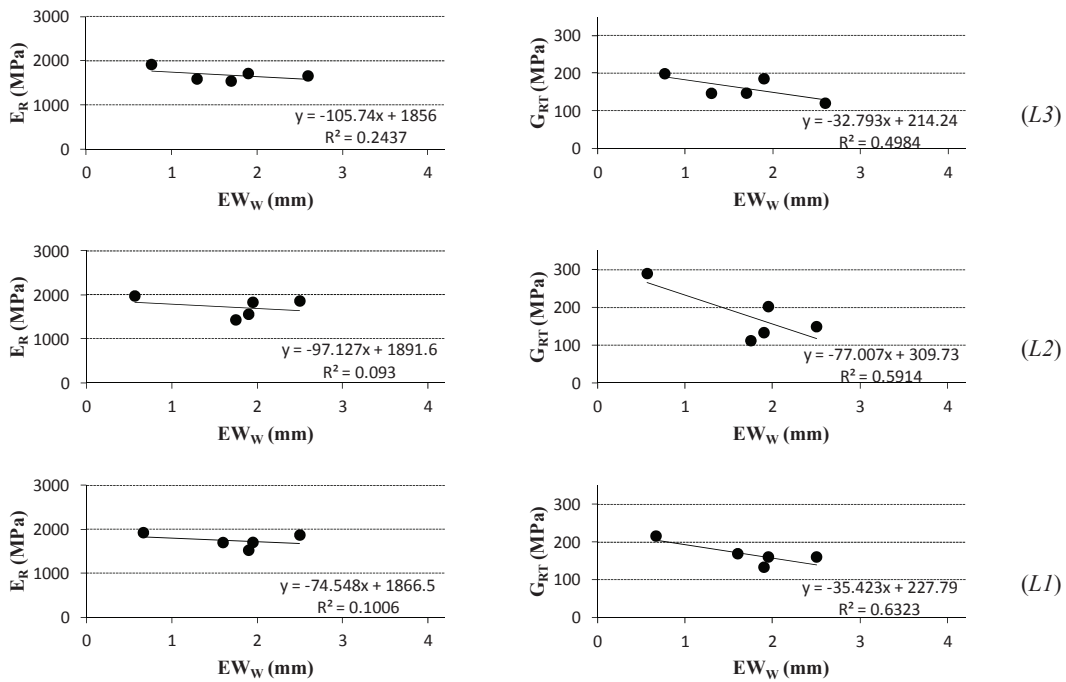 3000
2000
1000
0
E_R (MPa)
y = -105.74x + 1856
R² = 0.2437
0 1 2 3 4
EW_W (mm)
300
200
100
0
G_RT (MPa)
y = -32.793x + 214.24
R² = 0.4984
0 1 2 3 4
EW_W (mm)
(L3)
3000
2000
1000
0
E_R (MPa)
y = -97.127x + 1891.6
R² = 0.093
0 1 2 3 4
EW_W (mm)
300
200
100
0
G_RT (MPa)
y = -77.007x + 309.73
R² = 0.5914
0 1 2 3 4
EW_W (mm)
(L2)
3000
2000
1000
0
E_R (MPa)
y = -74.548x + 1866.5
R² = 0.1006
0 1 2 3 4
EW_W (mm)
300
200
100
0
G_RT (MPa)
y = -35.423x + 227.79
R² = 0.6323
0 1 2 3 4
EW_W (mm)
(L1)